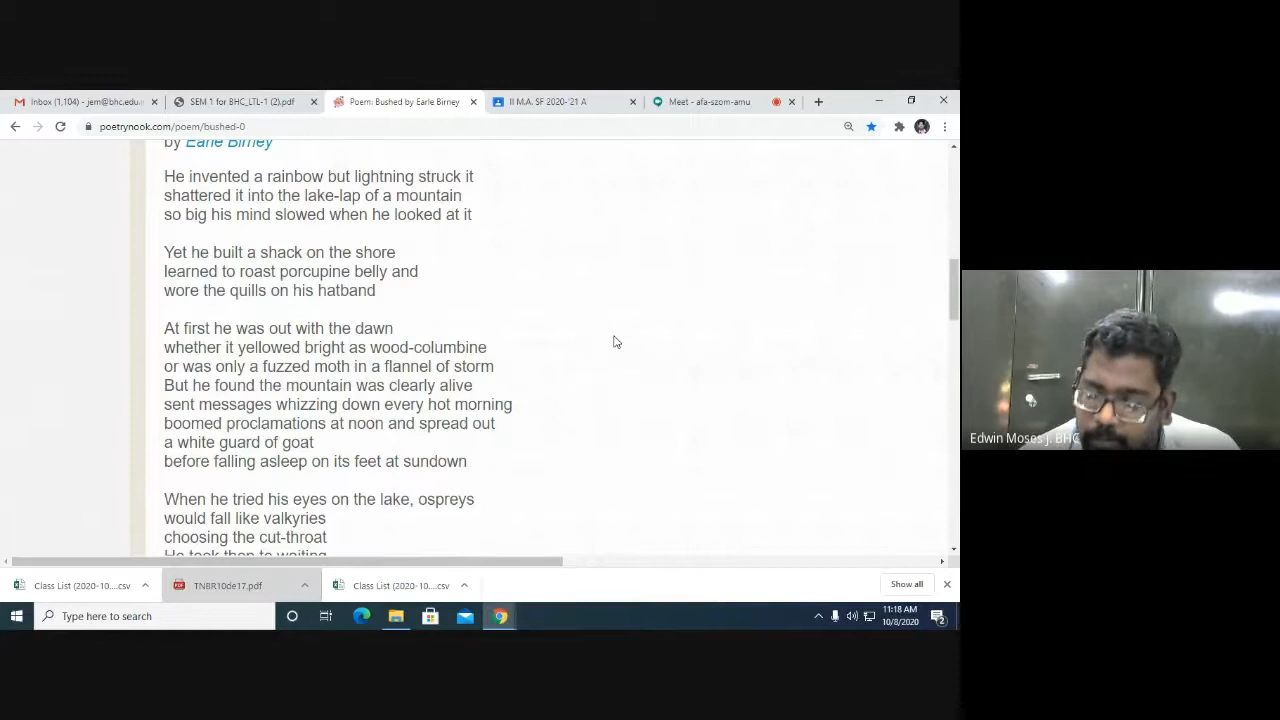 Inbox (1,104) - jem@bhc.edu.
SEM 1 for BHC_LTL-1 (2).pdf
Poem: Bushed by Earle Birney
II M.A. SF 2020-'21 A
Meet - afa-szom-amu
poetrynook.com/poem/bushed-0
by Earle Birney
He invented a rainbow but lightning struck it
shattered it into the lake-lap of a mountain
so big his mind slowed when he looked at it
Yet he built a shack on the shore
learned to roast porcupine belly and
wore the quills on his hatband
At first he was out with the dawn
whether it yellowed bright as wood-columbine
or was only a fuzzed moth in a flannel of storm
But he found the mountain was clearly alive
sent messages whizzing down every hot morning
boomed proclamations at noon and spread out
a white guard of goat
before falling asleep on its feet at sundown
When he tried his eyes on the lake, ospreys
would fall like valkyries
choosing the cut-throat
He took then to waiting
Edwin Moses J. BHC
Class List (2020-10....csv
TNBR10de17.pdf
Class List (2020-10....csv
Show all
Type here to search
11:18 AM
10/8/2020
2